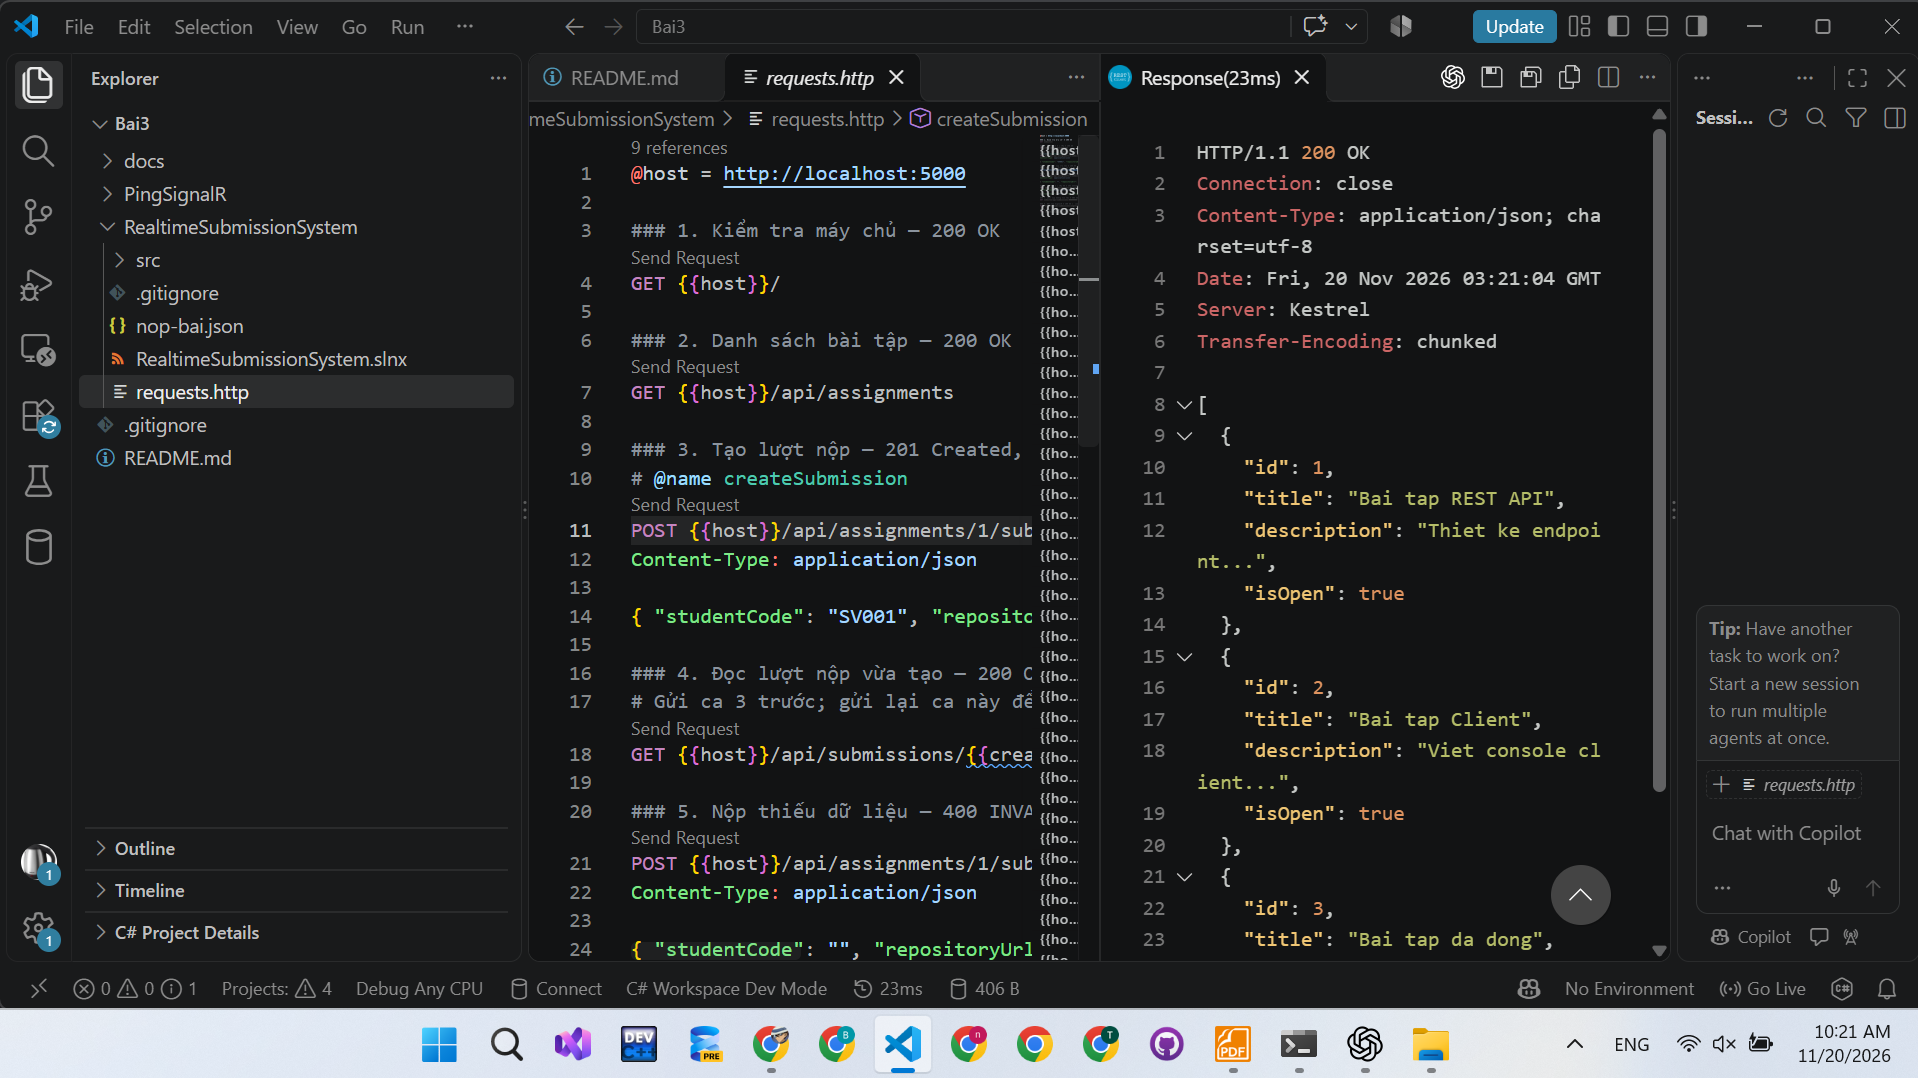 File Edit Selection View Go Run
Bai3
Update
Explorer
Bai3
docs
PingSignalR
RealtimeSubmissionSystem
src
.gitignore
nop-bai.json
RealtimeSubmissionSystem.slnx
requests.http
.gitignore
README.md
Outline
Timeline
C# Project Details
README.md
requests.http
meSubmissionSystem > requests.http > createSubmission
9 references
1 @host = http://localhost:5000
2
3 ### 1. Kiểm tra máy chủ — 200 OK
Send Request
4 GET {{host}}/
5
6 ### 2. Danh sách bài tập — 200 OK
Send Request
7 GET {{host}}/api/assignments
8
9 ### 3. Tạo lượt nộp — 201 Created,
10 # @name createSubmission
Send Request
11 POST {{host}}/api/assignments/1/sub
12 Content-Type: application/json
13
14 { "studentCode": "SV001", "reposito
15
16 ### 4. Đọc lượt nộp vừa tạo — 200 O
17 # Gửi ca 3 trước; gửi lại ca này để
Send Request
18 GET {{host}}/api/submissions/{{crea
19
20 ### 5. Nộp thiếu dữ liệu — 400 INVA
Send Request
21 POST {{host}}/api/assignments/1/sub
22 Content-Type: application/json
23
24 { "studentCode": "", "repositoryUrl
Response(23ms)
1 HTTP/1.1 200 OK
2 Connection: close
3 Content-Type: application/json; cha
rset=utf-8
4 Date: Fri, 20 Nov 2026 03:21:04 GMT
5 Server: Kestrel
6 Transfer-Encoding: chunked
7
8 [
9 {
10 "id": 1,
11 "title": "Bai tap REST API",
12 "description": "Thiet ke endpoi
nt...",
13 "isOpen": true
14 },
15 {
16 "id": 2,
17 "title": "Bai tap Client",
18 "description": "Viet console cl
ient...",
19 "isOpen": true
20 },
21 {
22 "id": 3,
23 "title": "Bai tap da dong",
Sessi...
Tip: Have another
task to work on?
Start a new session
to run multiple
agents at once.
requests.http
Chat with Copilot
Copilot
0 0 1 Projects: 4 Debug Any CPU Connect C# Workspace Dev Mode 23ms 406 B No Environment Go Live
ENG
10:21 AM
11/20/2026